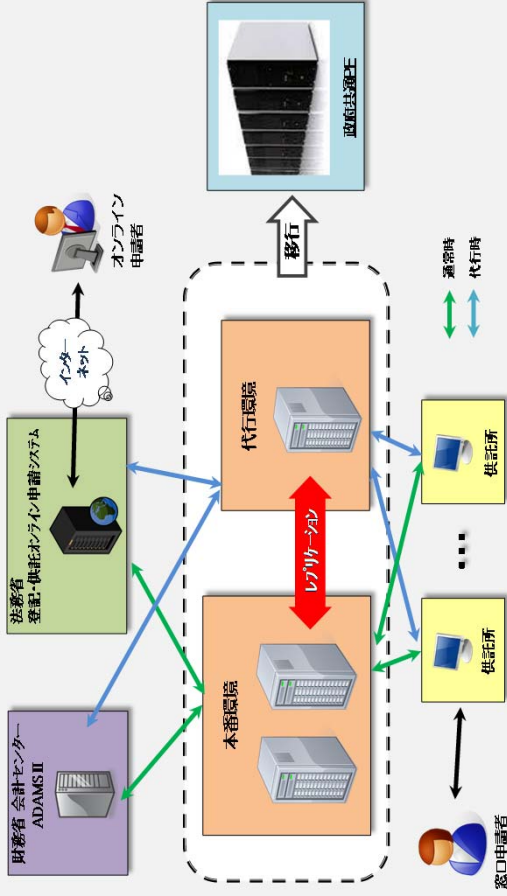 財務省 会計センター
ADAMSⅡ
法務省
登記・供託オンライン申請システム
インター
ネット
オンライン
申請者
本番環境
レプリケーション
代行環境
移行
政府共通PF
窓口申請者
供託所
・・・
供託所
通常時
代行時